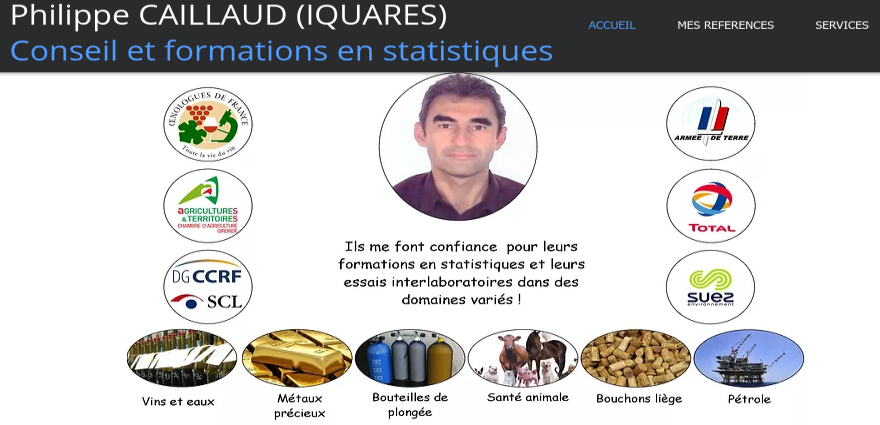 Philippe CAILLAUD (IQUARES)
Conseil et formations en statistiques
ACCUEIL
MES REFERENCES
SERVICES
ŒNOLOGUES DE FRANCE
Toute la vie du vin
AGRICULTURES
& TERRITOIRES
CHAMBRE D'AGRICULTURE
GIRONDE
DG CCRF
SCL
ARMEE DE TERRE
TOTAL
SUEZ
environnement
Ils me font confiance pour leurs
formations en statistiques et leurs
essais interlaboratoires dans des
domaines variés !
Vins et eaux
Métaux
précieux
Bouteilles de
plongée
Santé animale
Bouchons liège
Pétrole